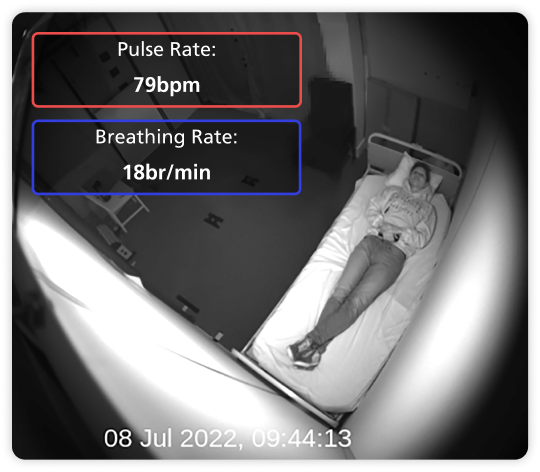 Pulse Rate:
79bpm
Breathing Rate:
18br/min
08 Jul 2022, 09:44:13